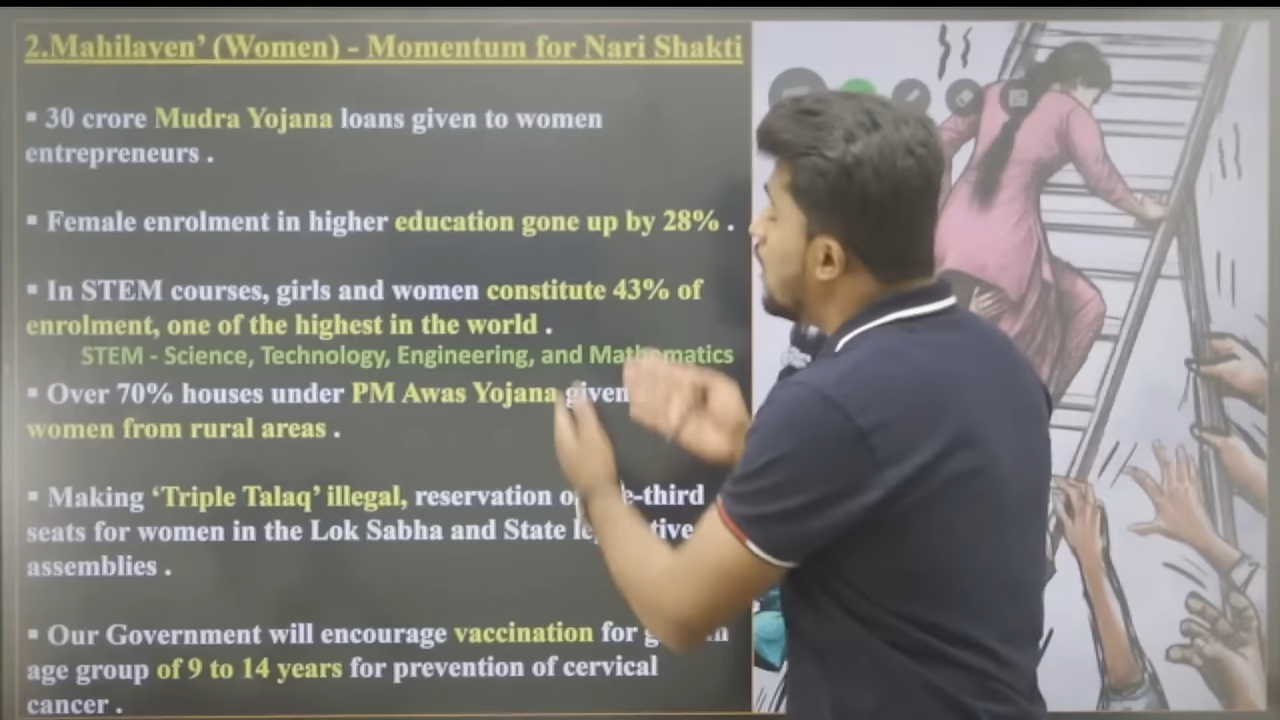 2.Mahilayen’ (Women) - Momentum for Nari Shakti
▪ 30 crore Mudra Yojana loans given to women
entrepreneurs .
▪ Female enrolment in higher education gone up by 28% .
▪ In STEM courses, girls and women constitute 43% of
enrolment, one of the highest in the world .
STEM - Science, Technology, Engineering, and Mathematics
▪ Over 70% houses under PM Awas Yojana given
women from rural areas .
▪ Making ‘Triple Talaq’ illegal, reservation
seats for women in the Lok Sabha and State
assemblies .
▪ Our Government will encourage vaccination for
age group of 9 to 14 years for prevention of cervical
cancer .